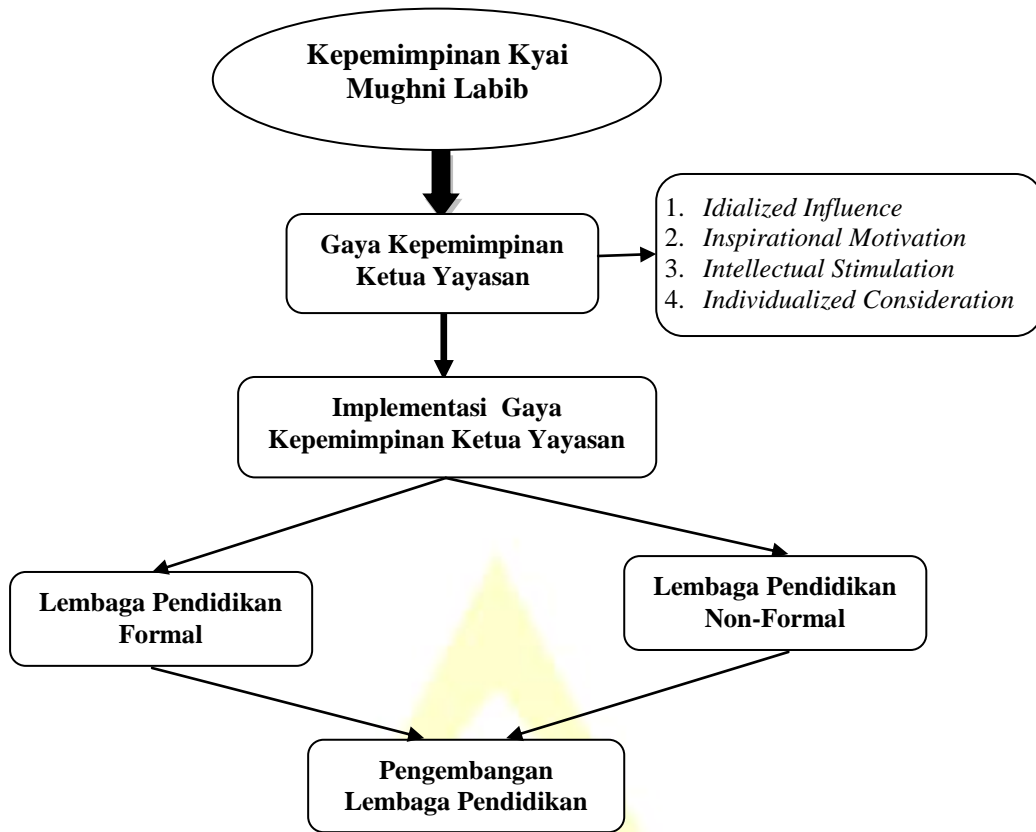 Kepemimpinan Kyai
Mughni Labib
Gaya Kepemimpinan
Ketua Yayasan
1. Idialized Influence
2. Inspirational Motivation
3. Intellectual Stimulation
4. Individualized Consideration
Implementasi Gaya
Kepemimpinan Ketua Yayasan
Lembaga Pendidikan
Formal
Lembaga Pendidikan
Non-Formal
Pengembangan
Lembaga Pendidikan